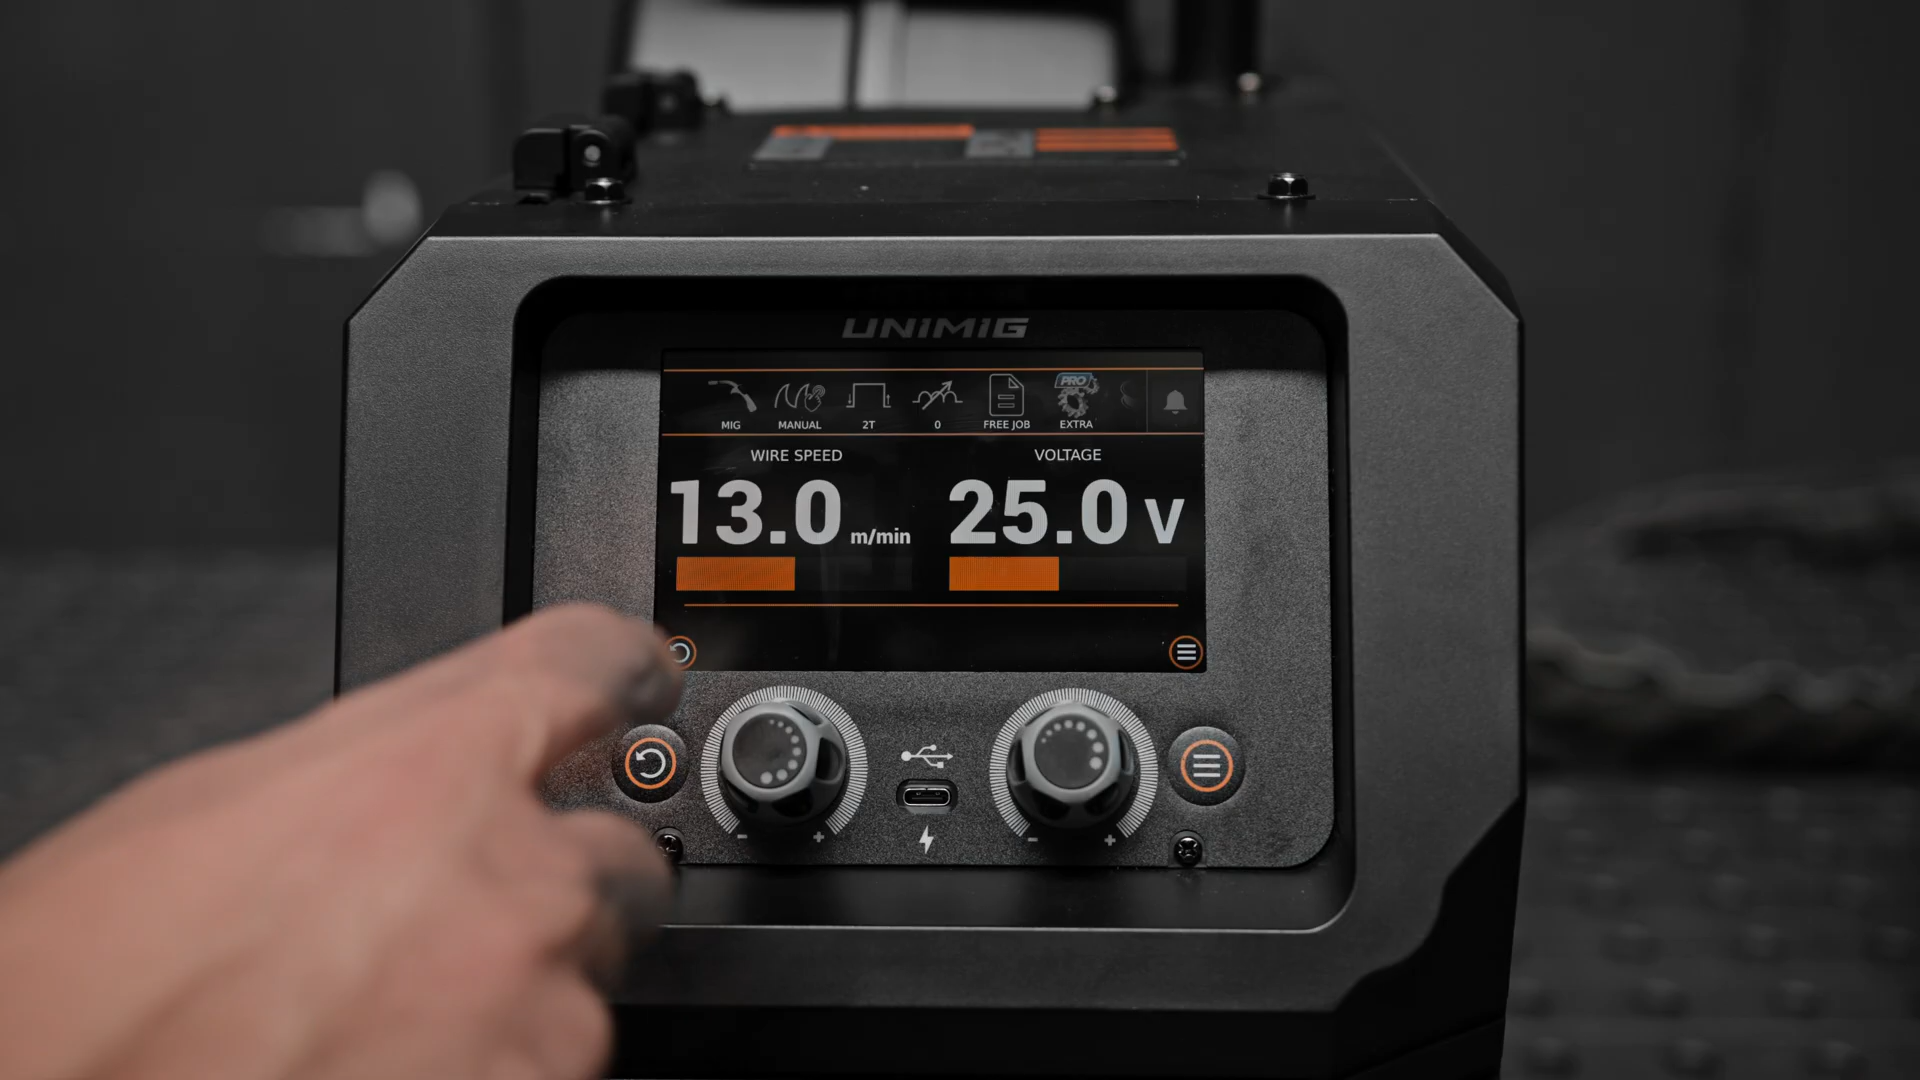 UNIMIG
PRO
MIG MANUAL 2T 0 FREE JOB EXTRA
WIRE SPEED VOLTAGE
13.0 m/min 25.0 V
- + - +